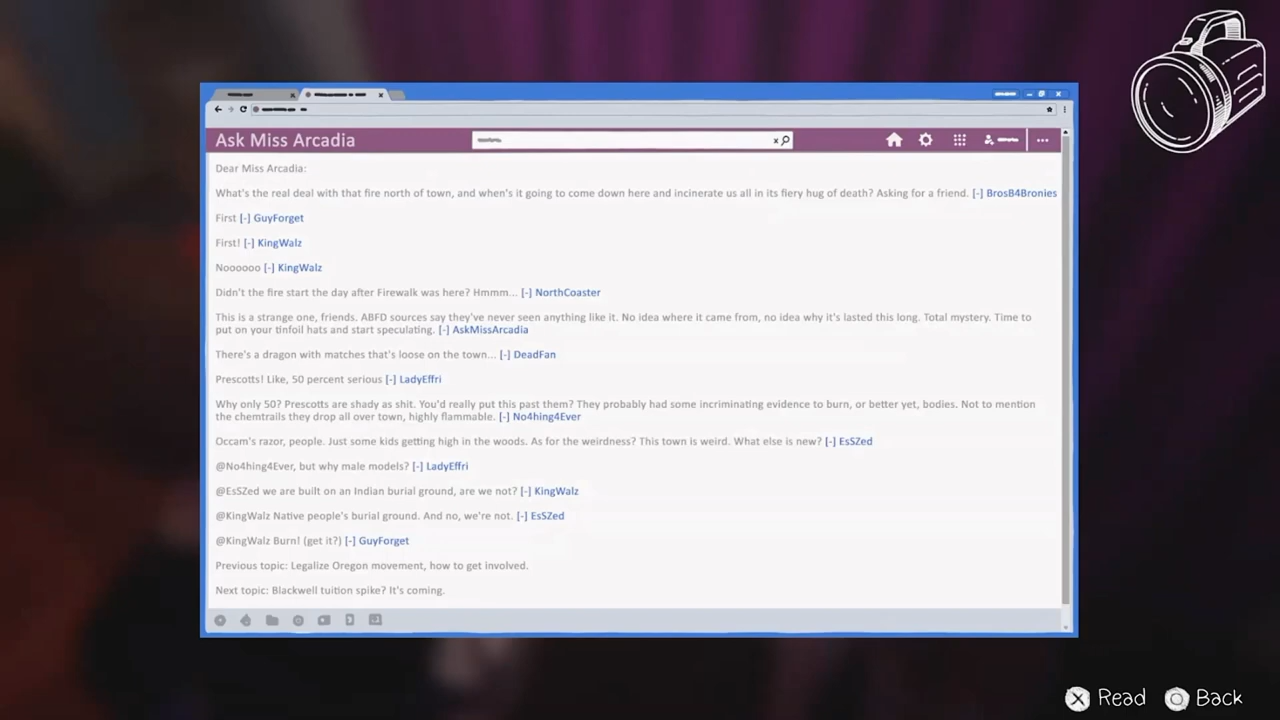 Ask Miss Arcadia
Dear Miss Arcadia:
What's the real deal with that fire north of town, and when's it going to come down here and incinerate us all in its fiery hug of death? Asking for a friend. [-] BrosB4Bronies
First [-] GuyForget
First! [-] KingWalz
Noooooo [-] KingWalz
Didn't the fire start the day after Firewalk was here? Hmmm... [-] NorthCoaster
This is a strange one, friends. ABFD sources say they've never seen anything like it. No idea where it came from, no idea why it's lasted this long. Total mystery. Time to
put on your tinfoil hats and start speculating. [-] AskMissArcadia
There's a dragon with matches that's loose on the town... [-] DeadFan
Prescotts! Like, 50 percent serious [-] LadyEffri
Why only 50? Prescotts are shady as shit. You'd really put this past them? They probably had some incriminating evidence to burn, or better yet, bodies. Not to mention
the chemtrails they drop all over town, highly flammable. [-] No4hing4Ever
Occam's razor, people. Just some kids getting high in the woods. As for the weirdness? This town is weird. What else is new? [-] EsSZed
@No4hing4Ever, but why male models? [-] LadyEffri
@EsSZed we are built on an Indian burial ground, are we not? [-] KingWalz
@KingWalz Native people's burial ground. And no, we're not. [-] EsSZed
@KingWalz Burn! (get it?) [-] GuyForget
Previous topic: Legalize Oregon movement, how to get involved.
Next topic: Blackwell tuition spike? It's coming.
Read Back